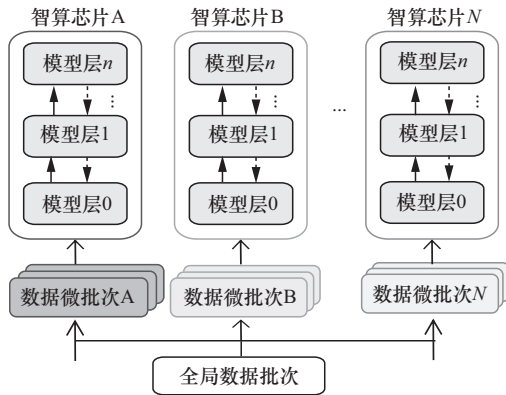 智算芯片A
智算芯片B
智算芯片N
模型层n
模型层n
模型层n
...
...
...
...
模型层1
模型层1
模型层1
模型层0
模型层0
模型层0
数据微批次A
数据微批次B
数据微批次N
全局数据批次